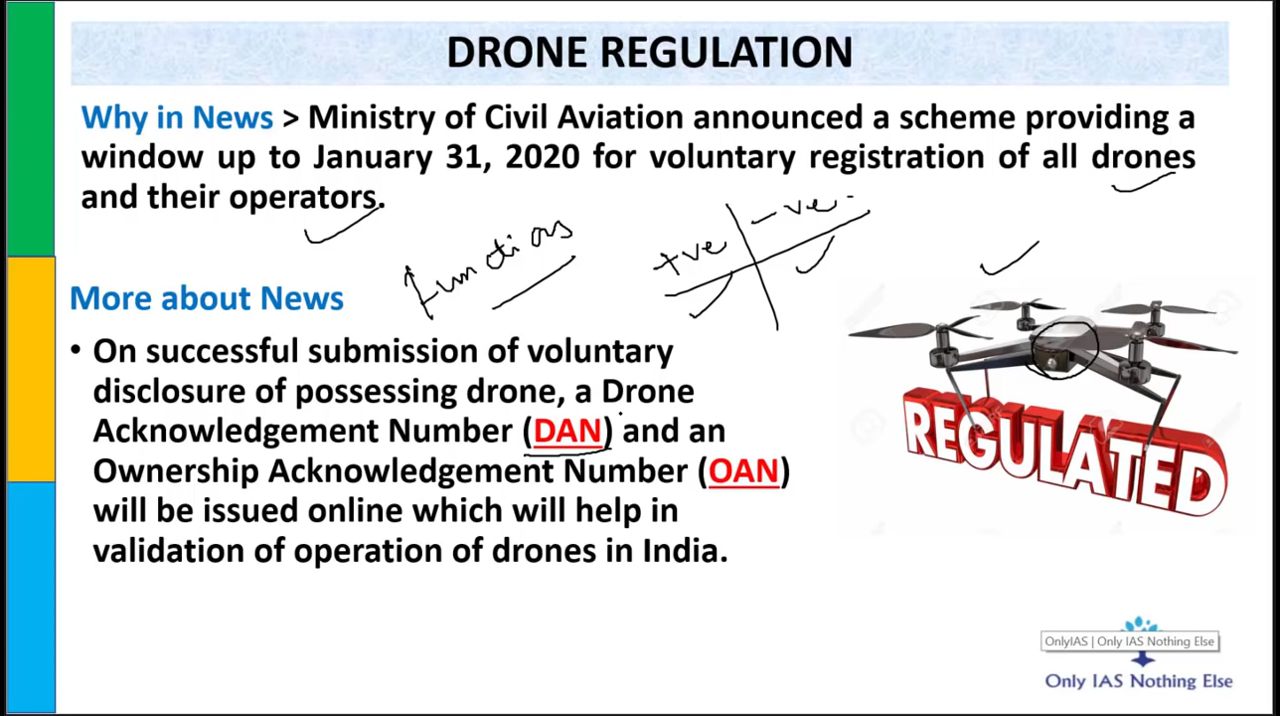 DRONE REGULATION
Why in News > Ministry of Civil Aviation announced a scheme providing a
window up to January 31, 2020 for voluntary registration of all drones
and their operators.
functions
+ve
-ve
More about News
• On successful submission of voluntary
disclosure of possessing drone, a Drone
Acknowledgement Number (DAN) and an
Ownership Acknowledgement Number (OAN)
will be issued online which will help in
validation of operation of drones in India.
REGULATED
OnlyIAS | Only IAS Nothing Else
Only IAS Nothing Else